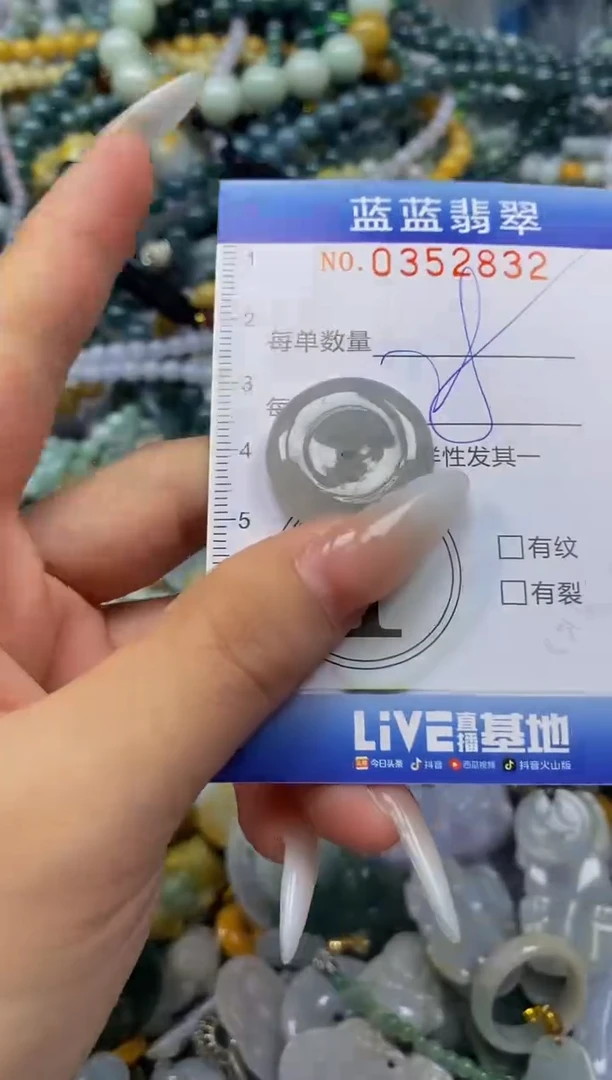 蓝蓝翡翠
1
NO.0352832
2
每单数量
3
每
4
性发其一
5
有纹
有裂
LiVE直播基地
今日头条 抖音 西瓜视频 抖音火山版